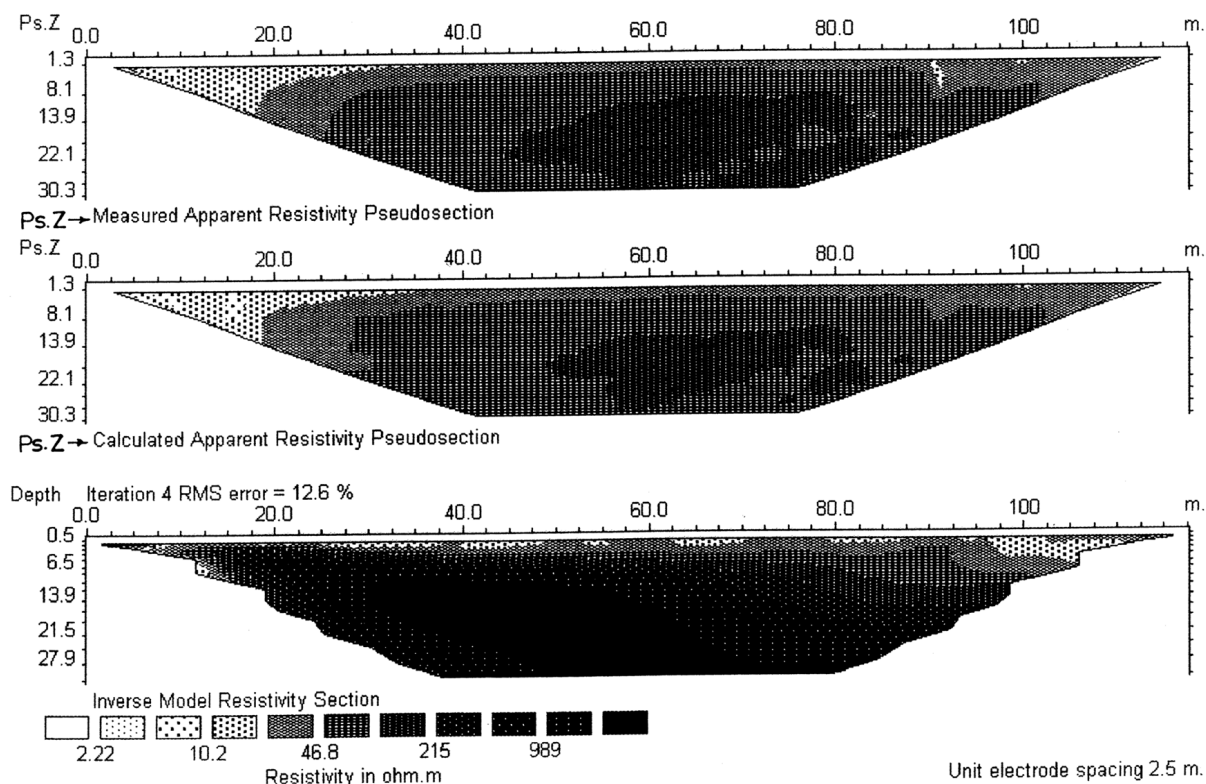 Ps.Z 0.0 20.0 40.0 60.0 80.0 100 m.
1.3
8.1
13.9
22.1
30.3
Ps.Z→Measured Apparent Resistivity Pseudosection
Ps.Z 0.0 20.0 40.0 60.0 80.0 100 m.
1.3
8.1
13.9
22.1
30.3
Ps.Z→Calculated Apparent Resistivity Pseudosection
Depth Iteration 4 RMS error = 12.6 %
0.0 20.0 40.0 60.0 80.0 100 m.
0.5
6.5
13.9
21.5
27.9
Inverse Model Resistivity Section
2.22 10.2 46.8 215 989
Resistivity in ohm.m
Unit electrode spacing 2.5 m.